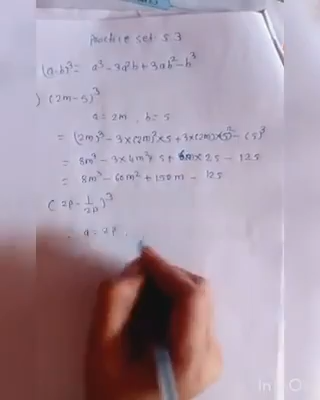 Practice set 5.3
(a-b)³ = a³ - 3a²b + 3ab² - b³
) (2m-5)³
a = 2m, b = 5
= (2m)³ - 3×(2m)²×5 + 3×(2m)×(5)² - (5)³
= 8m³ - 3×4m²×5 + 6m×25 - 125
= 8m³ - 60m² + 150m - 125
(2p - 1/2p)³
a = 2p,
In O